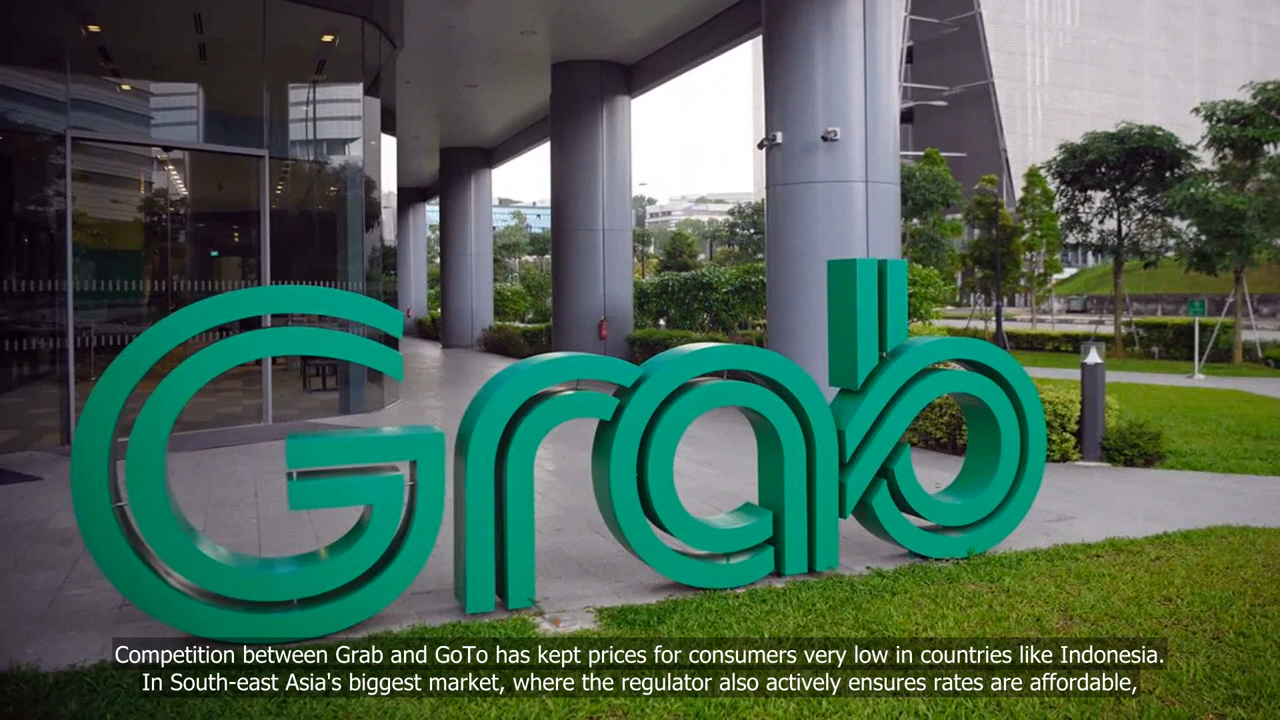 Grab
Competition between Grab and GoTo has kept prices for consumers very low in countries like Indonesia.
In South-east Asia's biggest market, where the regulator also actively ensures rates are affordable,